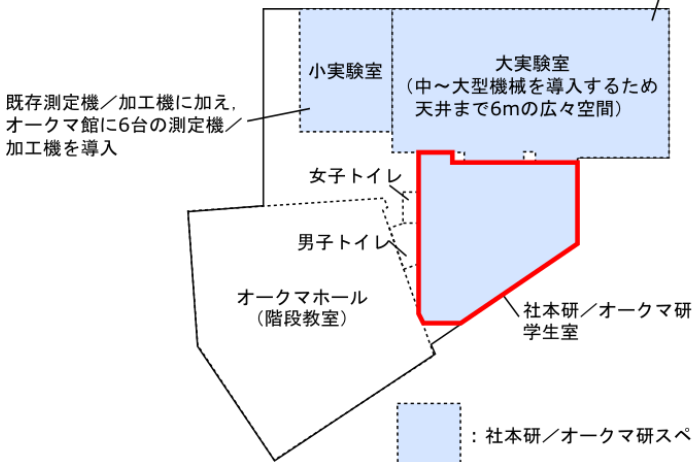 小実験室
大実験室
（中～大型機械を導入するため
天井まで6mの広々空間）
既存測定機／加工機に加え，
オークマ館に6台の測定機／
加工機を導入
女子トイレ
男子トイレ
オークマホール
（階段教室）
社本研／オークマ研
学生室
：社本研／オークマ研スペ